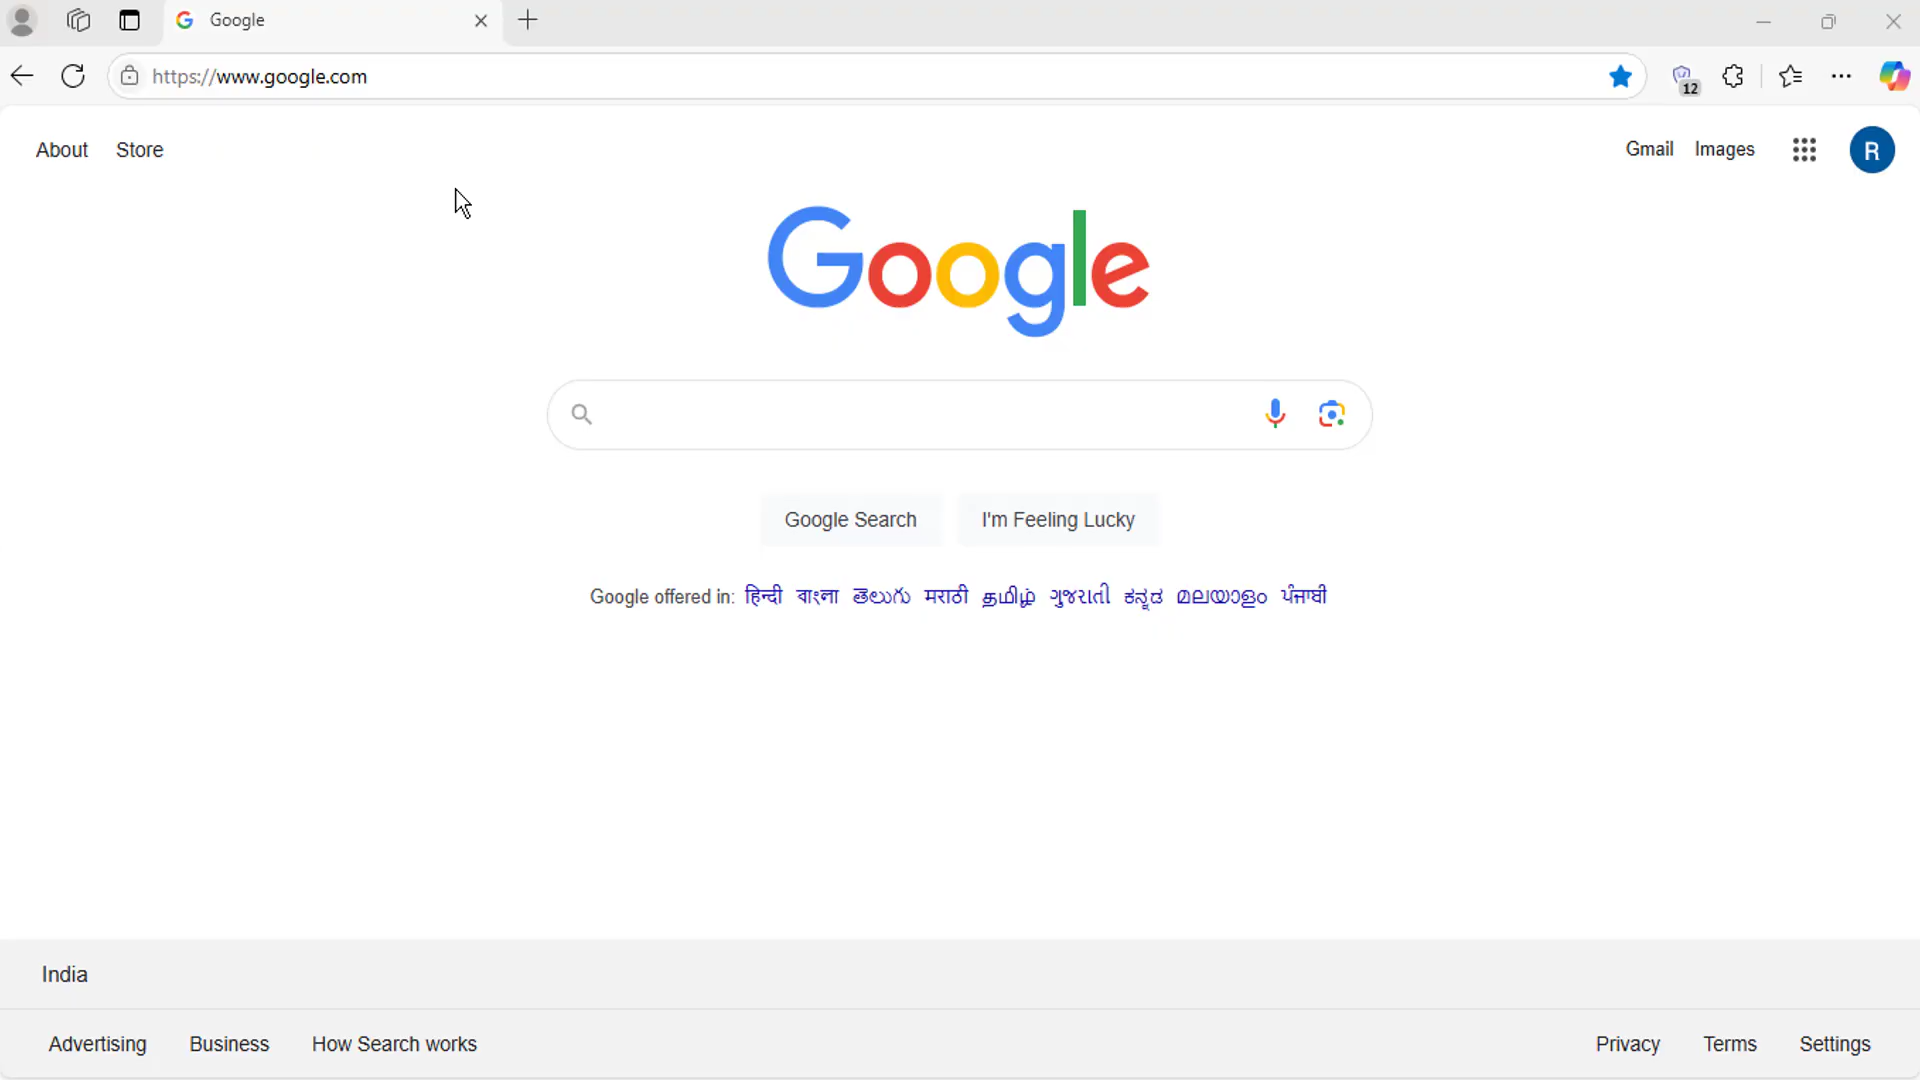 Google
https://www.google.com
12
About Store
Gmail Images
R
Google
Google Search I'm Feeling Lucky
Google offered in: हिन्दी বাংলা తెలుగు मराठी தமிழ் ગુજરાતી ಕನ್ನಡ മലയാളം ਪੰਜਾਬੀ
India
Advertising Business How Search works
Privacy Terms Settings